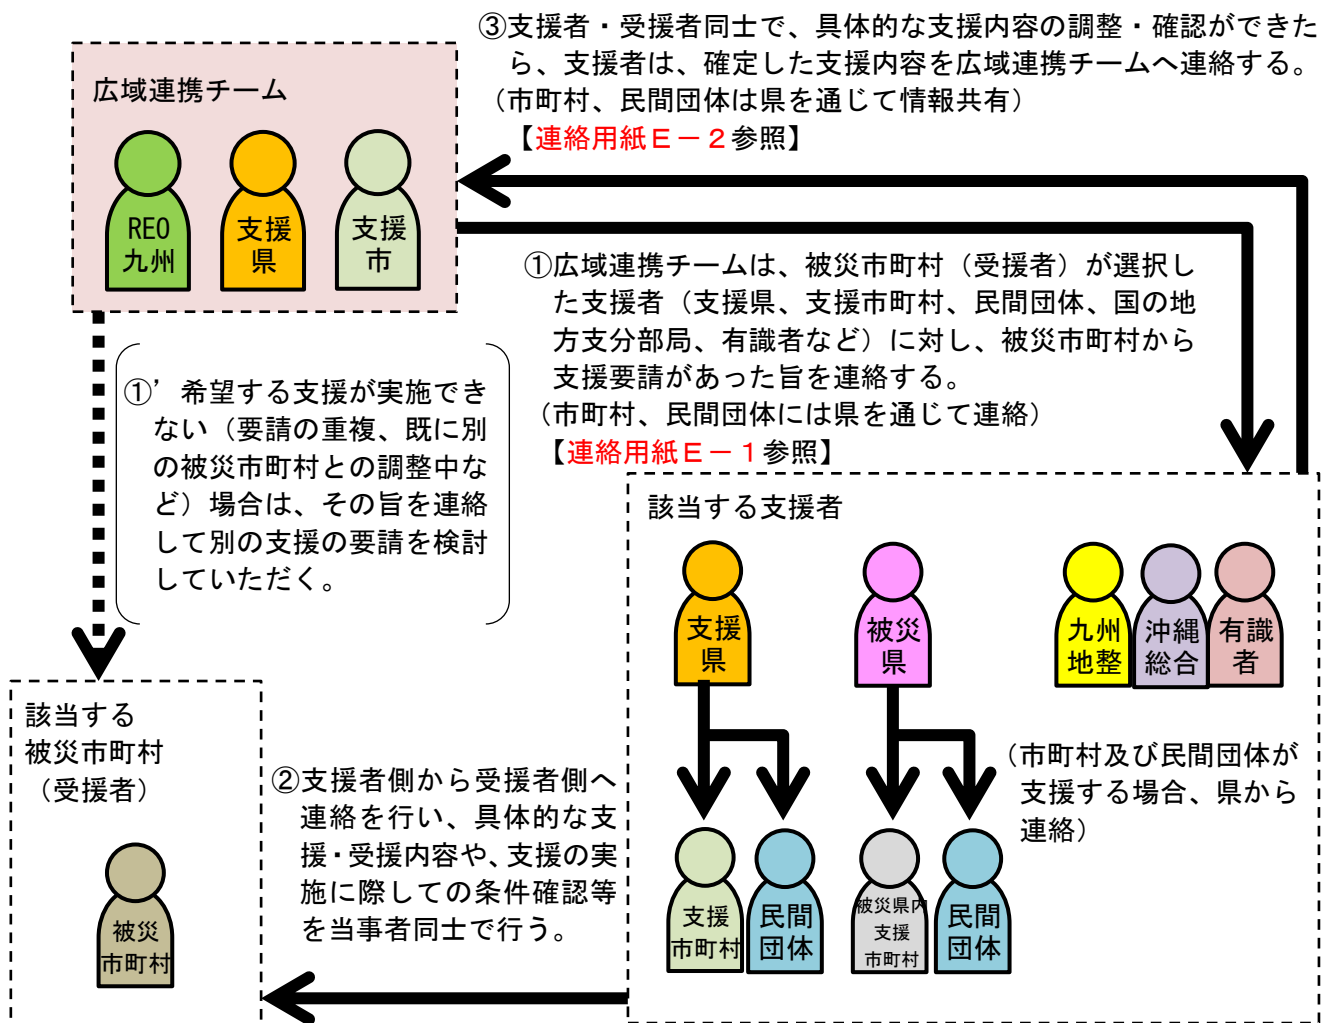 ③支援者・受援者同士で、具体的な支援内容の調整・確認ができた
ら、支援者は、確定した支援内容を広域連携チームへ連絡する。
（市町村、民間団体は県を通じて情報共有）
【連絡用紙Ｅ－２参照】
広域連携チーム
REO
九州
支援
県
支援
市
①広域連携チームは、被災市町村（受援者）が選択し
た支援者（支援県、支援市町村、民間団体、国の地
方支分部局、有識者など）に対し、被災市町村から
支援要請があった旨を連絡する。
（市町村、民間団体には県を通じて連絡）
【連絡用紙Ｅ－１参照】
①’希望する支援が実施でき
ない（要請の重複、既に別
の被災市町村との調整中な
ど）場合は、その旨を連絡
して別の支援の要請を検討
していただく。
該当する支援者
支援
県
被災
県
九州
地整
沖縄
総合
有識
者
（市町村及び民間団体が
支援する場合、県から
連絡）
支援
市町村
民間
団体
被災県内
支援
市町村
民間
団体
該当する
被災市町村
（受援者）
被災
市町村
②支援者側から受援者側へ
連絡を行い、具体的な支
援・受援内容や、支援の実
施に際しての条件確認等
を当事者同士で行う。